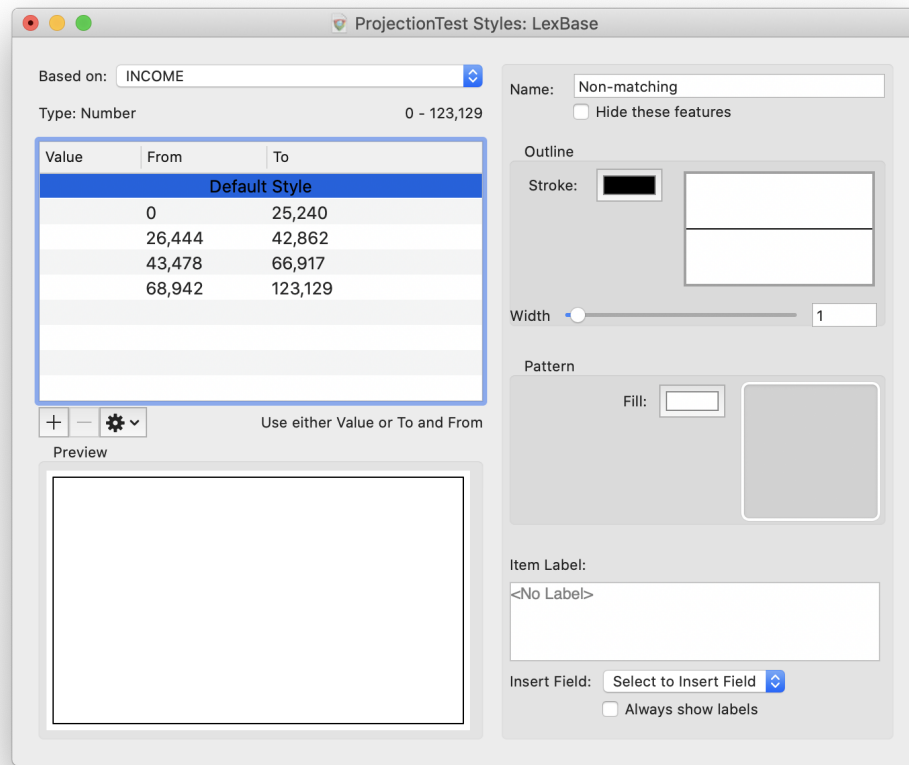 ProjectionTest Styles: LexBase
Based on: INCOME
Type: Number 0 - 123,129
Value From To
Default Style
0 25,240
26,444 42,862
43,478 66,917
68,942 123,129
Use either Value or To and From
Preview
Name: Non-matching
Hide these features
Outline
Stroke:
Width 1
Pattern
Fill:
Item Label:
<No Label>
Insert Field: Select to Insert Field
Always show labels